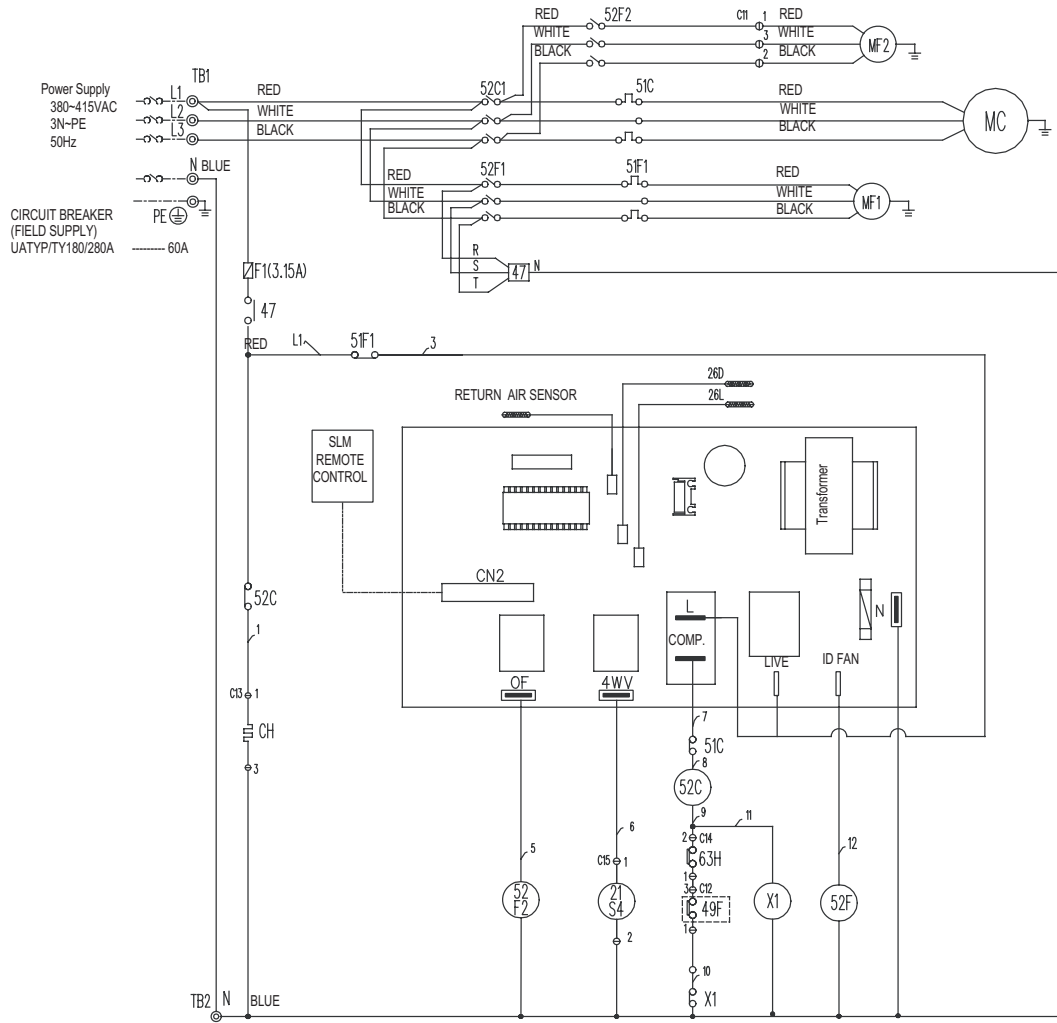 RED
52F2
C11
1
RED
WHITE
3
WHITE
MF2
BLACK
2
BLACK
TB1
Power Supply
380~415VAC
3N~PE
50Hz
L1
RED
52C1
51C
RED
L2
WHITE
WHITE
MC
L3
BLACK
BLACK
N BLUE
52F1
51F1
RED
RED
WHITE
WHITE
MF1
BLACK
BLACK
PE
CIRCUIT BREAKER
(FIELD SUPPLY)
UATYP/TY180/280A --------- 60A
R
S
T
47
N
F1(3.15A)
47
RED
L1
51F1
3
26D
26L
RETURN AIR SENSOR
SLM
REMOTE
CONTROL
Transformer
CN2
52C
1
L
COMP.
N
LIVE
ID FAN
OF
4WV
C13
1
CH
3
7
51C
8
52C
9
11
2
C14
63H
1
3
C12
49F
1
10
X1
5
6
C15
1
12
52
F2
21
S4
2
X1
52F
TB2
N
BLUE